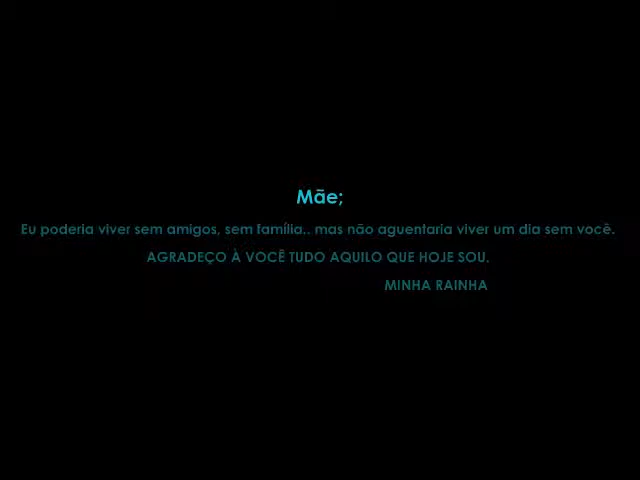 Mãe;
Eu poderia viver sem amigos, sem família.. mas não aguentaria viver um dia sem você.
AGRADEÇO À VOCÊ TUDO AQUILO QUE HOJE SOU.
MINHA RAINHA